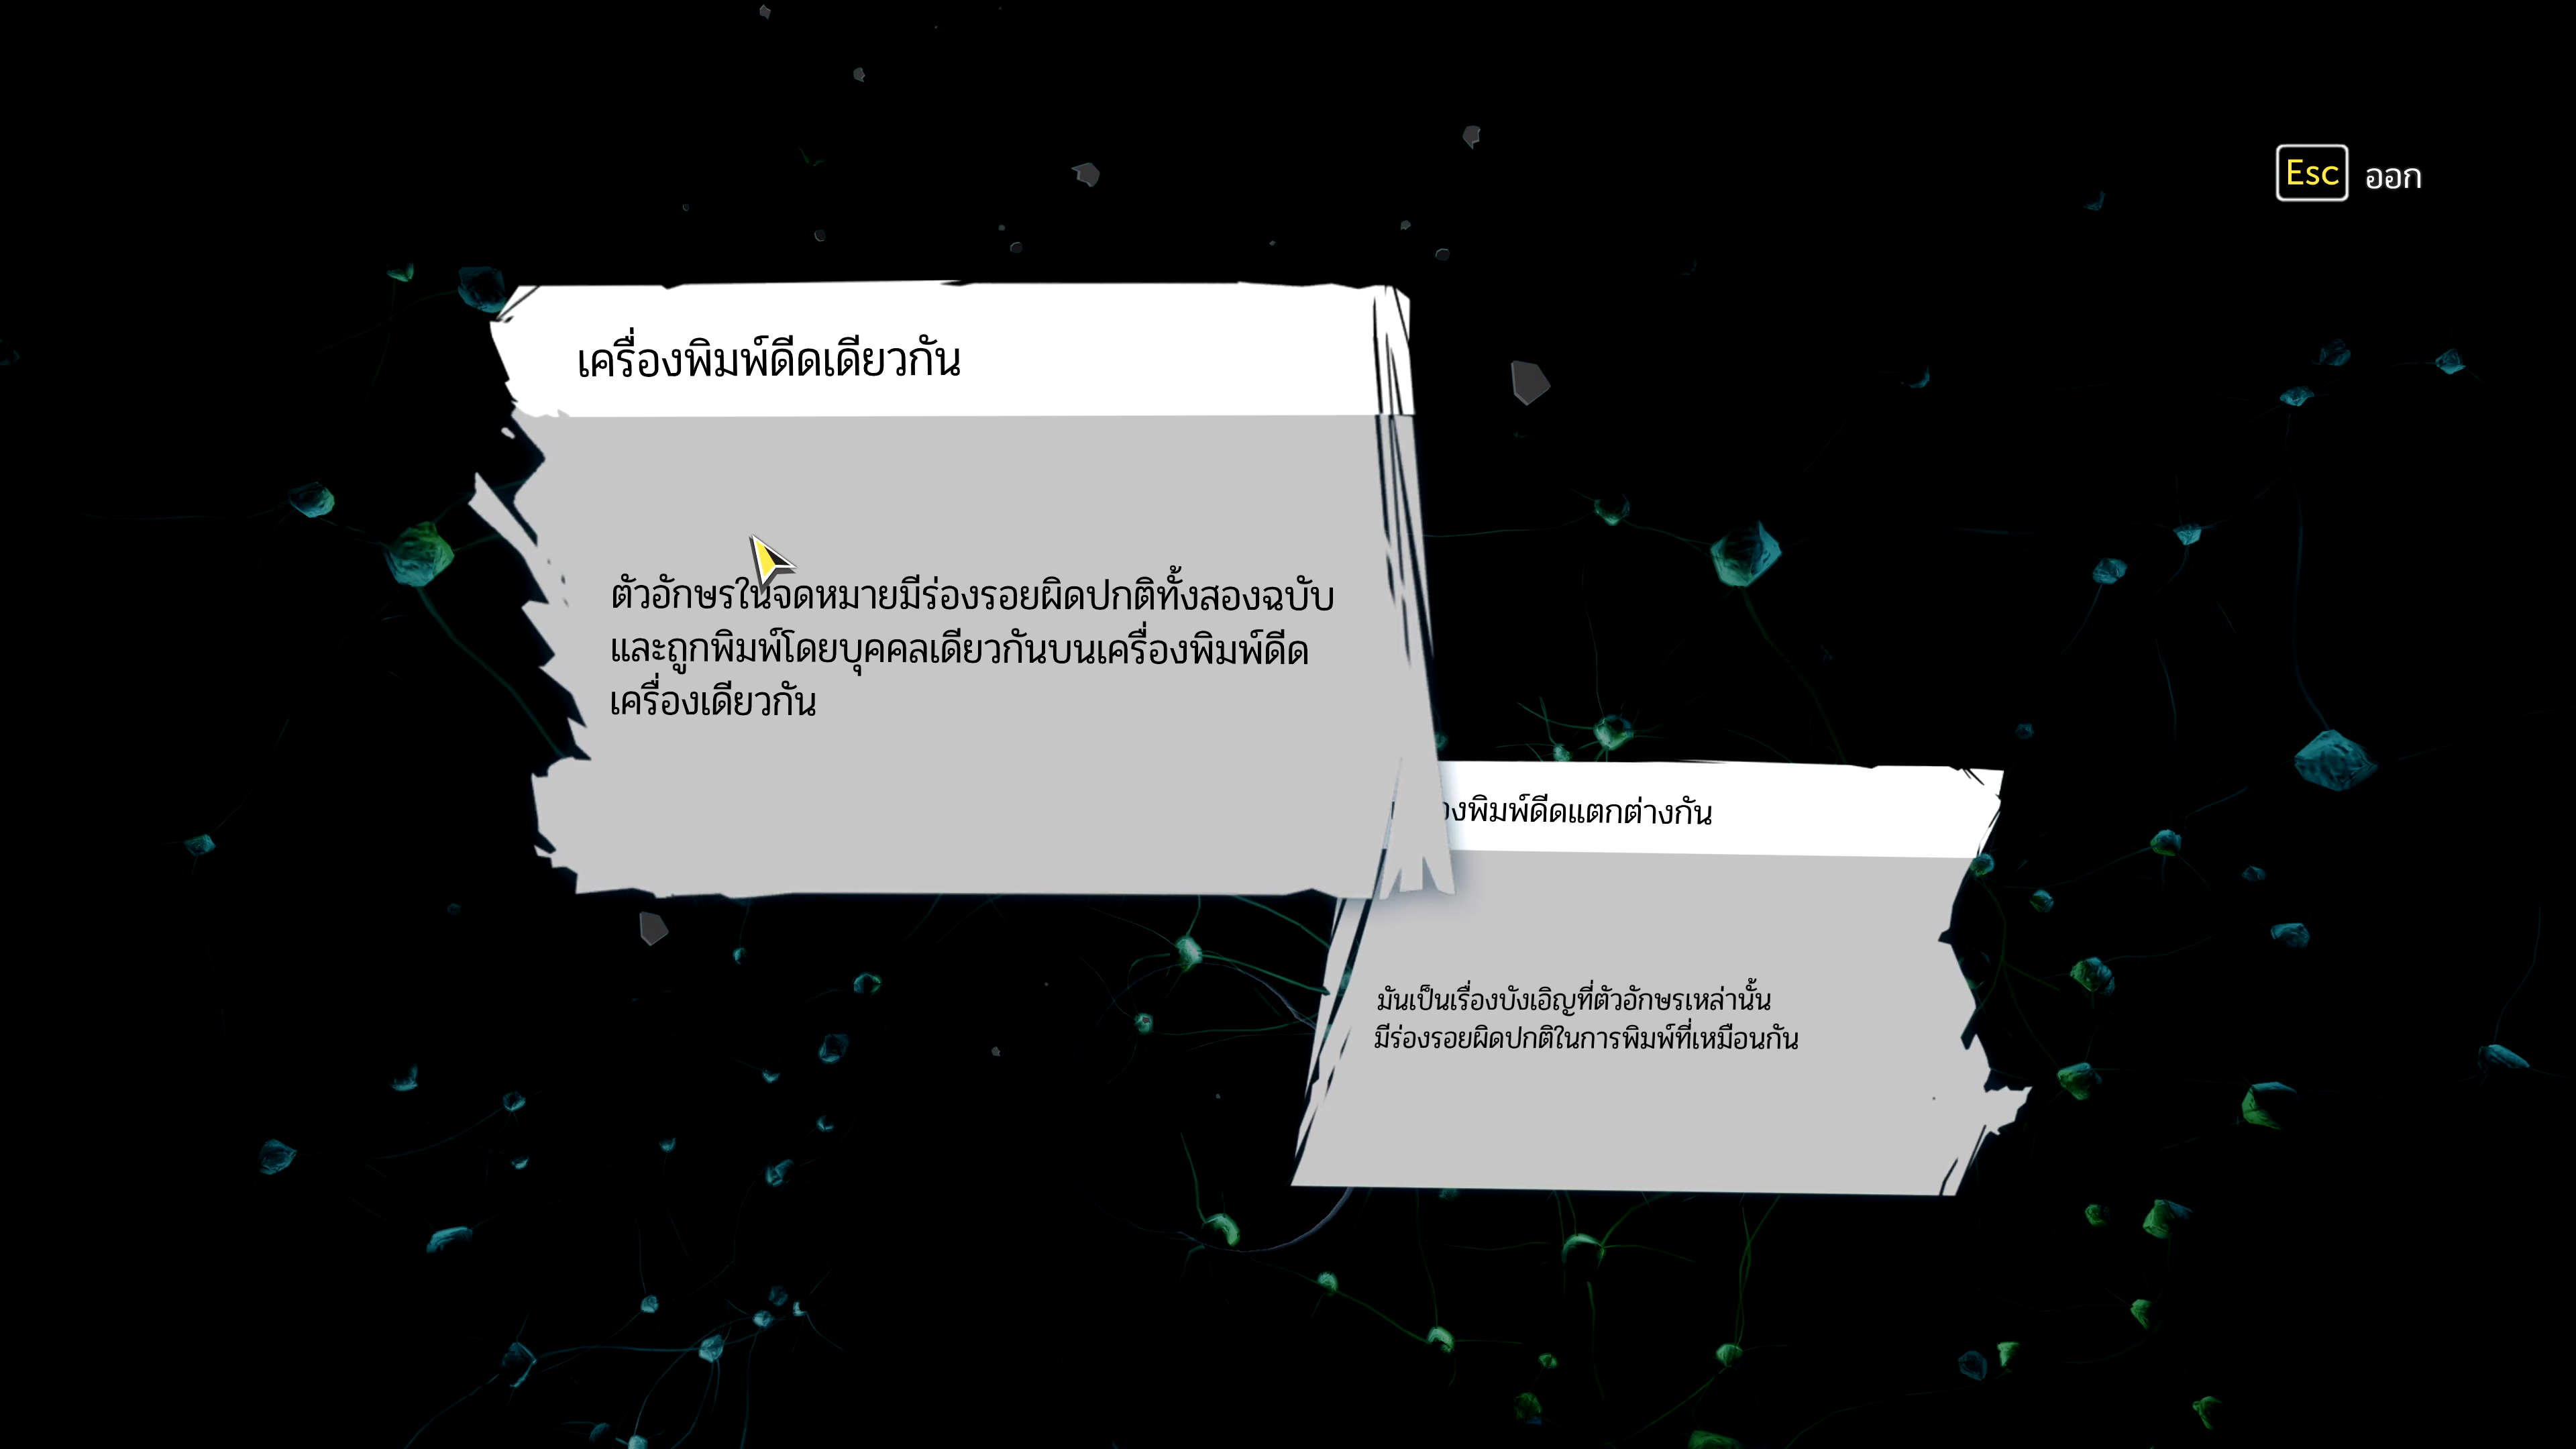 Esc ออก
เครื่องพิมพ์ดีดเดียวกัน
ตัวอักษรในจดหมายมีร่องรอยผิดปกติทั้งสองฉบับ
และถูกพิมพ์โดยบุคคลเดียวกันบนเครื่องพิมพ์ดีด
เครื่องเดียวกัน
องพิมพ์ดีดแตกต่างกัน
มันเป็นเรื่องบังเอิญที่ตัวอักษรเหล่านั้น
มีร่องรอยผิดปกติในการพิมพ์ที่เหมือนกัน